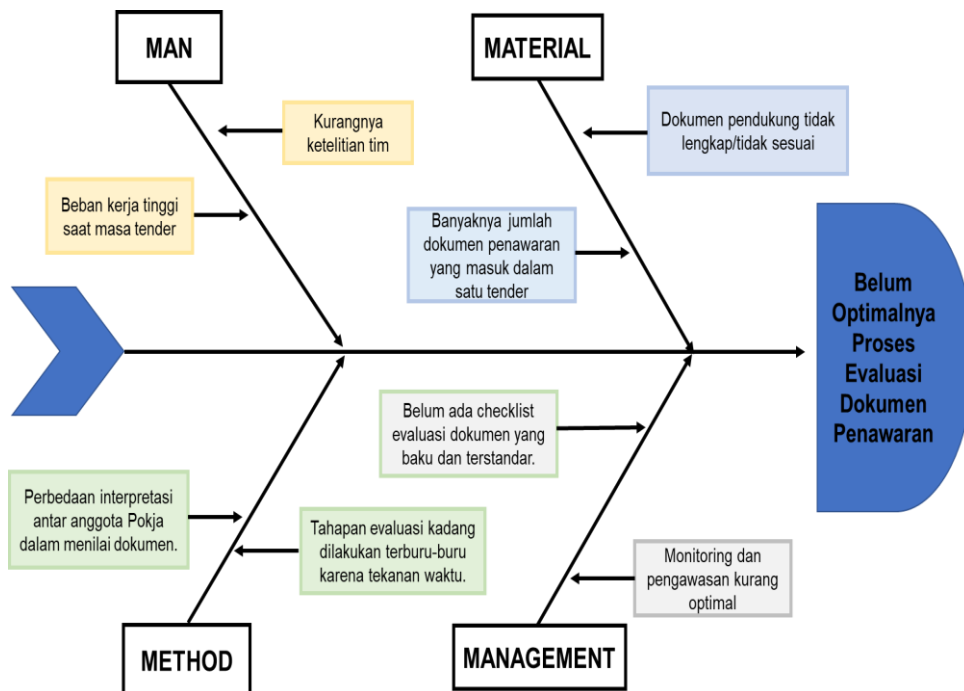 MAN
MATERIAL
Kurangnya
ketelitian tim
Dokumen pendukung tidak
lengkap/tidak sesuai
Beban kerja tinggi
saat masa tender
Banyaknya jumlah
dokumen penawaran
yang masuk dalam
satu tender
Belum
Optimalnya
Proses
Evaluasi
Dokumen
Penawaran
Belum ada checklist
evaluasi dokumen yang
baku dan terstandar.
Perbedaan interpretasi
antar anggota Pokja
dalam menilai dokumen.
Tahapan evaluasi kadang
dilakukan terburu-buru
karena tekanan waktu.
Monitoring dan
pengawasan kurang
optimal
METHOD
MANAGEMENT